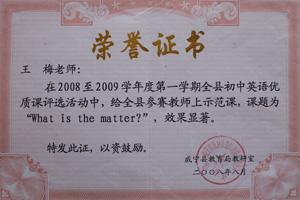 荣誉证书
王　梅老师:
在2008至2009学年度第一学期全县初中英语优
质课评选活动中，给全县参赛教师上示范课，课题为
“What is the matter?”，效果显著。
特发此证，以资鼓励。
威宁县教育局教研室
二〇〇八年八月